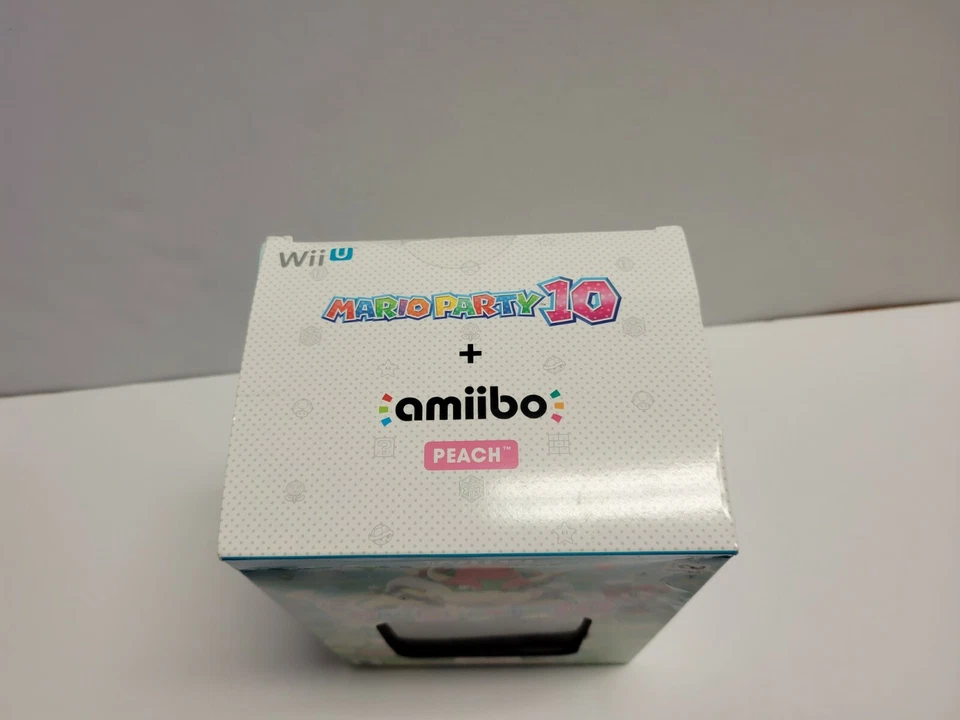 Wii U
MARIO PARTY 10
+
amiibo
PEACH™